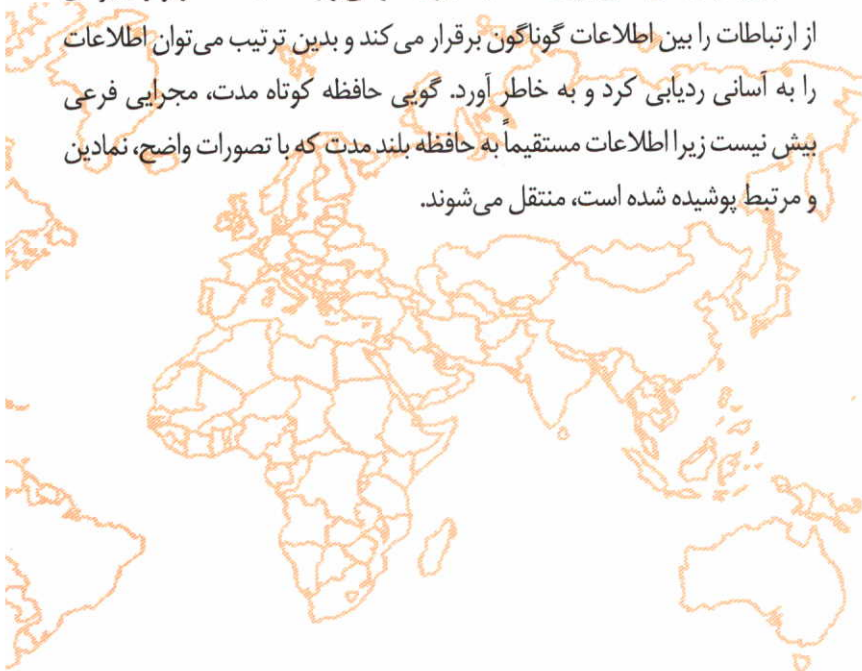 از ارتباطات را بین اطلاعات گوناگون برقرار می‌کند و بدین ترتیب می‌توان اطلاعات
را به آسانی ردیابی کرد و به خاطر آورد. گویی حافظه کوتاه مدت، مجرایی فرعی
بیش نیست زیرا اطلاعات مستقیماً به حافظه بلند مدت که با تصورات واضح، نمادین
و مرتبط پوشیده شده است، منتقل می‌شوند.